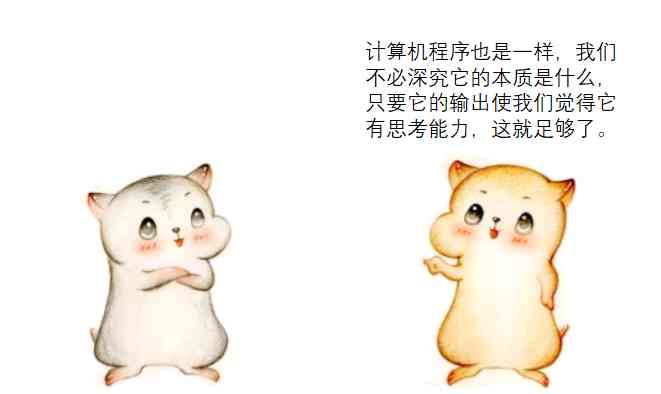 计算机程序也是一样，我们
不必深究它的本质是什么，
只要它的输出使我们觉得它
有思考能力，这就足够了。